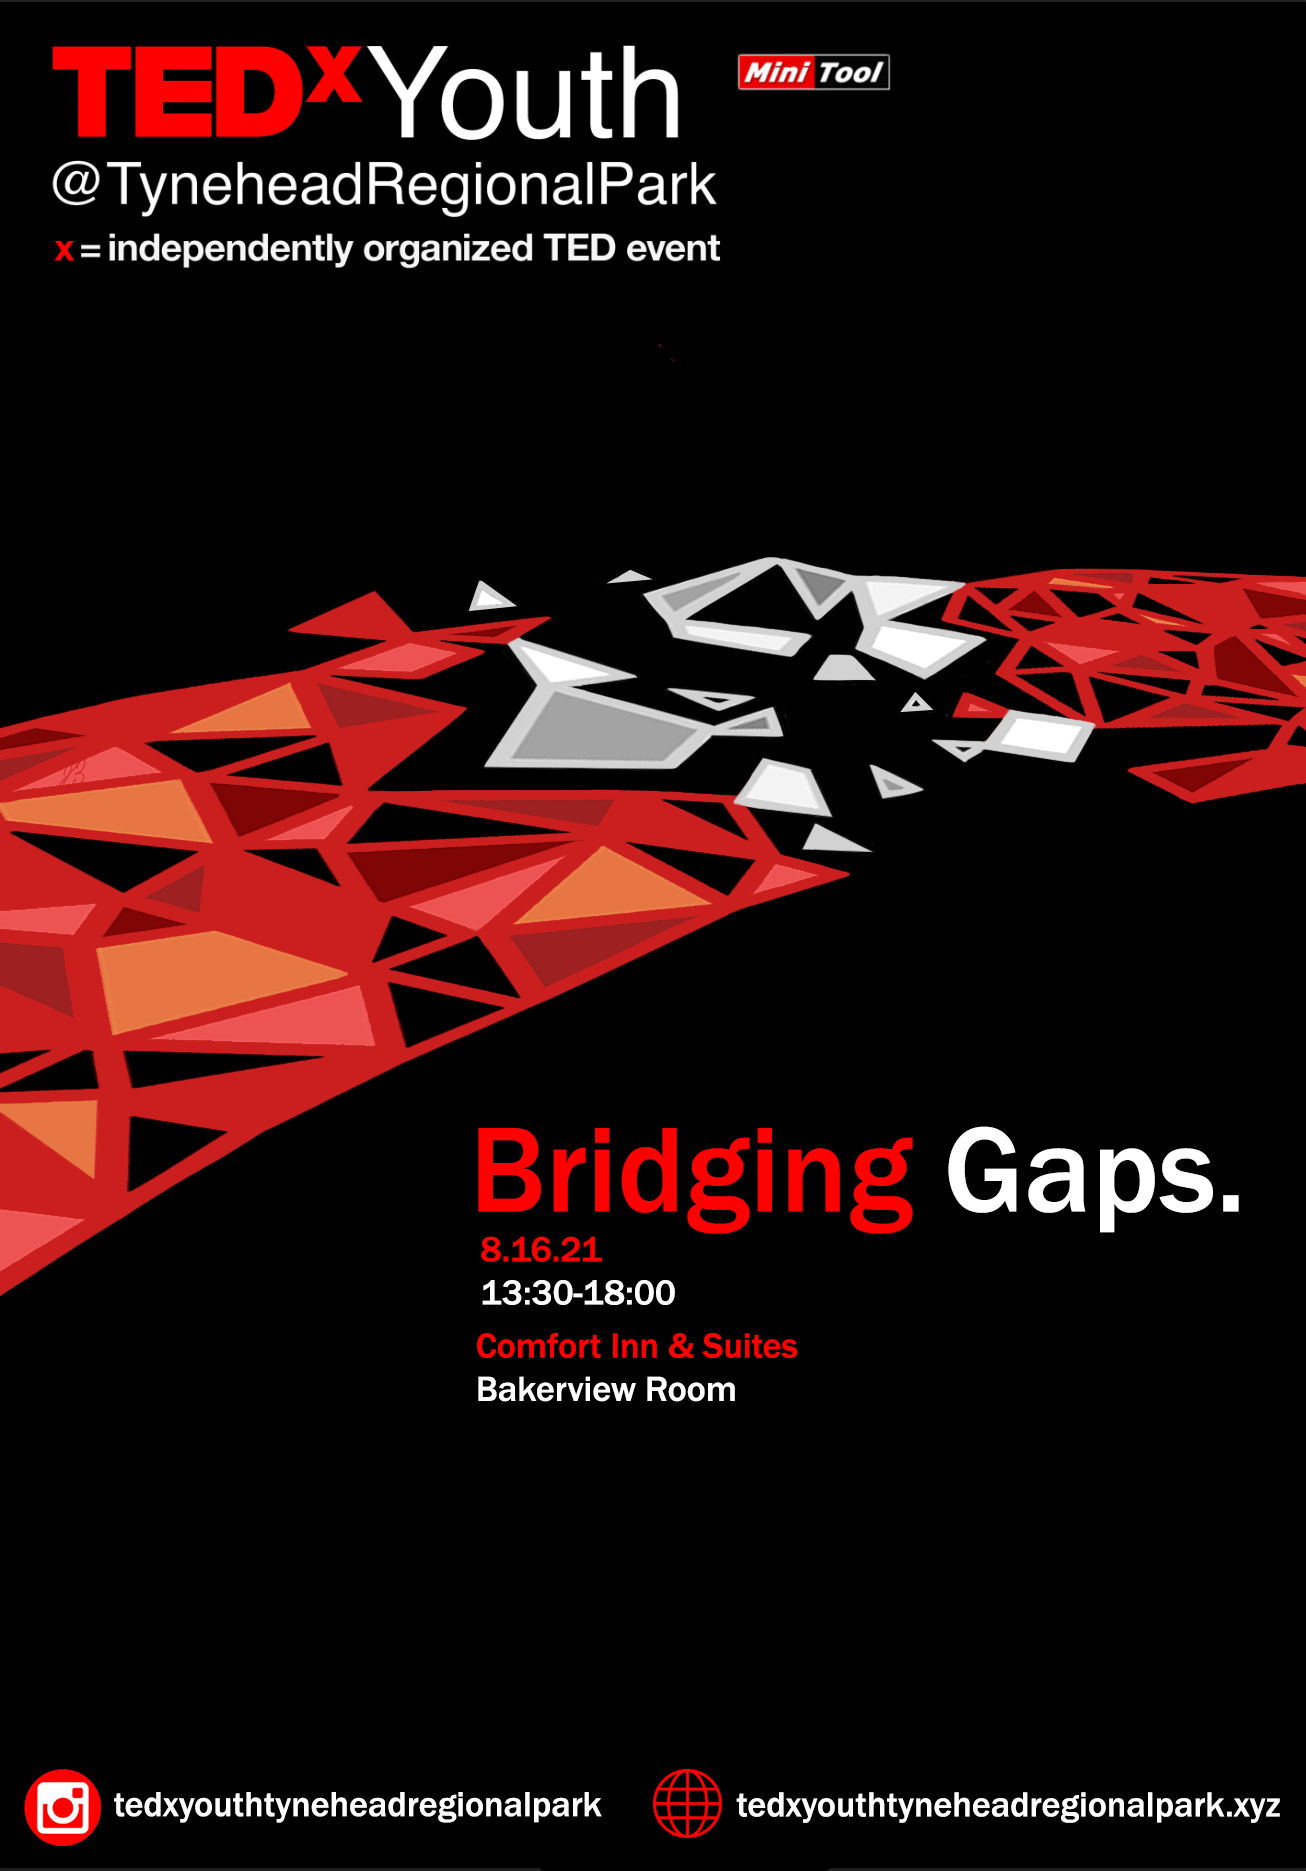 TEDxYouth
Mini Tool
@TyneheadRegionalPark
x = independently organized TED event
Bridging Gaps.
8.16.21
13:30-18:00
Comfort Inn & Suites
Bakerview Room
tedxyouthtyneheadregionalpark
tedxyouthtyneheadregionalpark.xyz